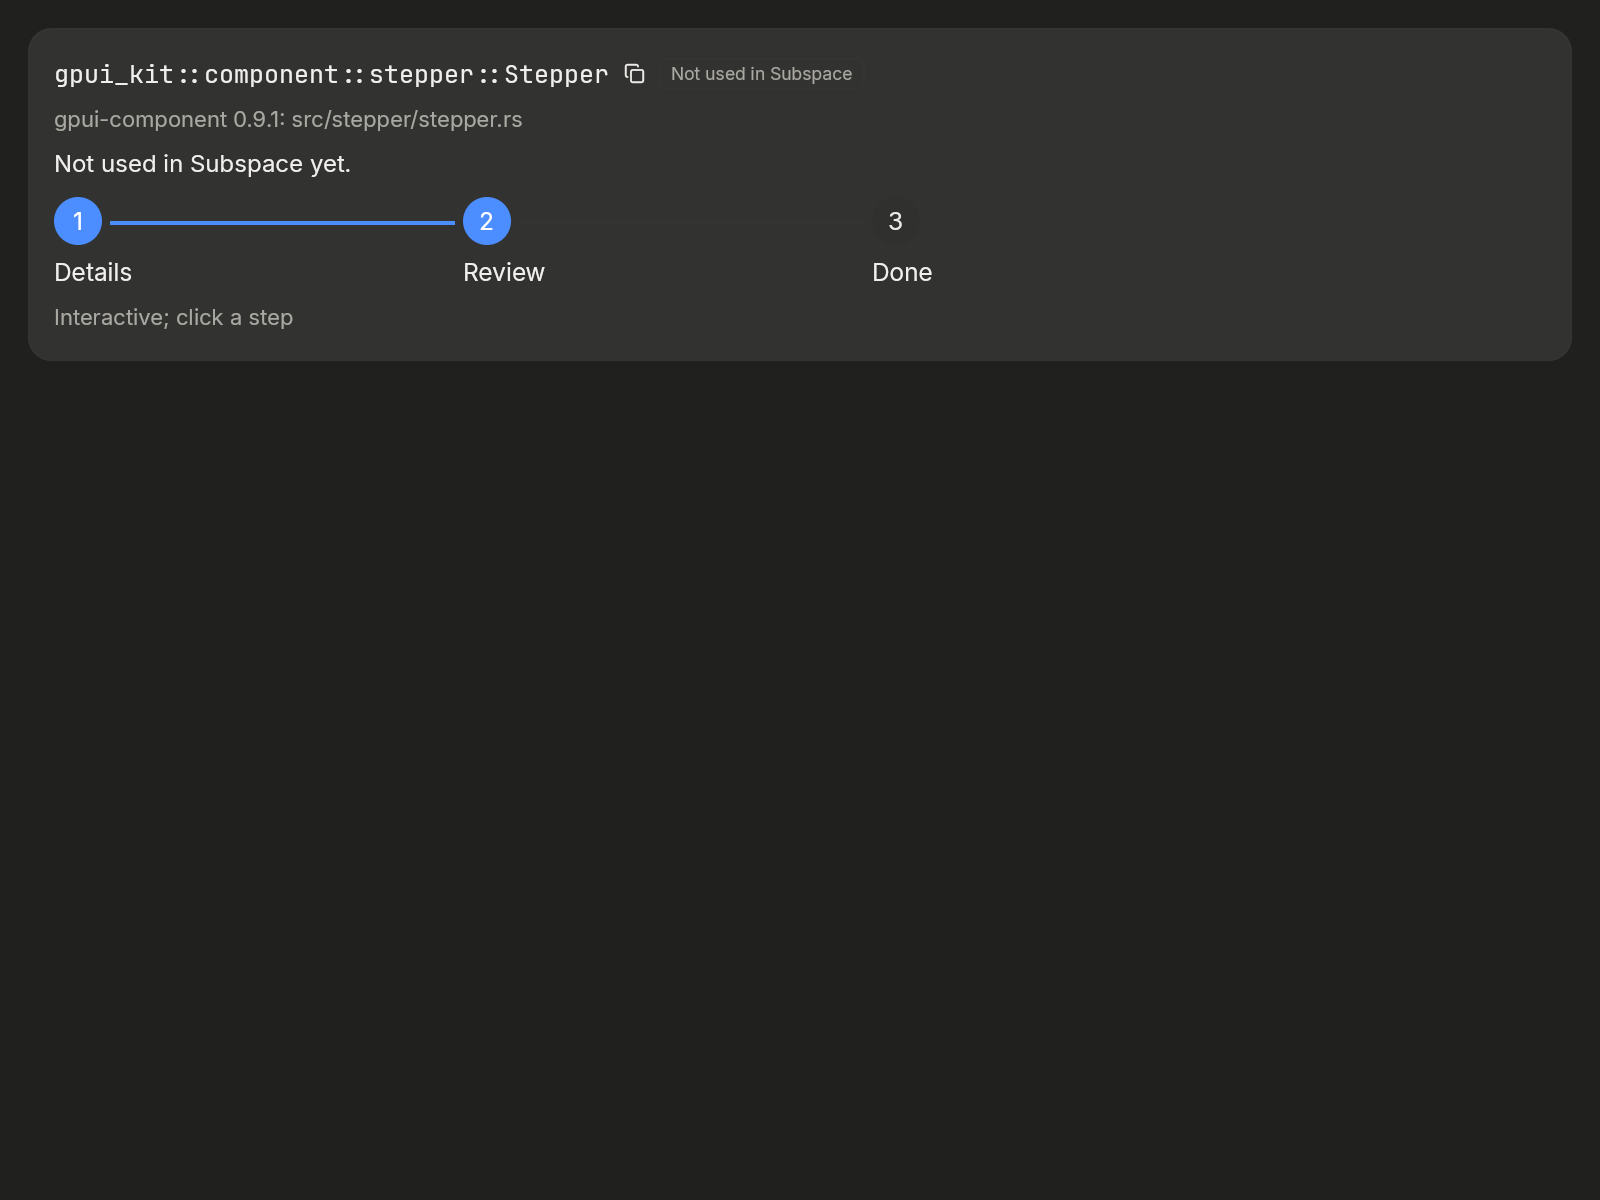 gpui_kit::component::stepper::Stepper Not used in Subspace
gpui-component 0.9.1: src/stepper/stepper.rs
Not used in Subspace yet.
1 2 3
Details Review Done
Interactive; click a step